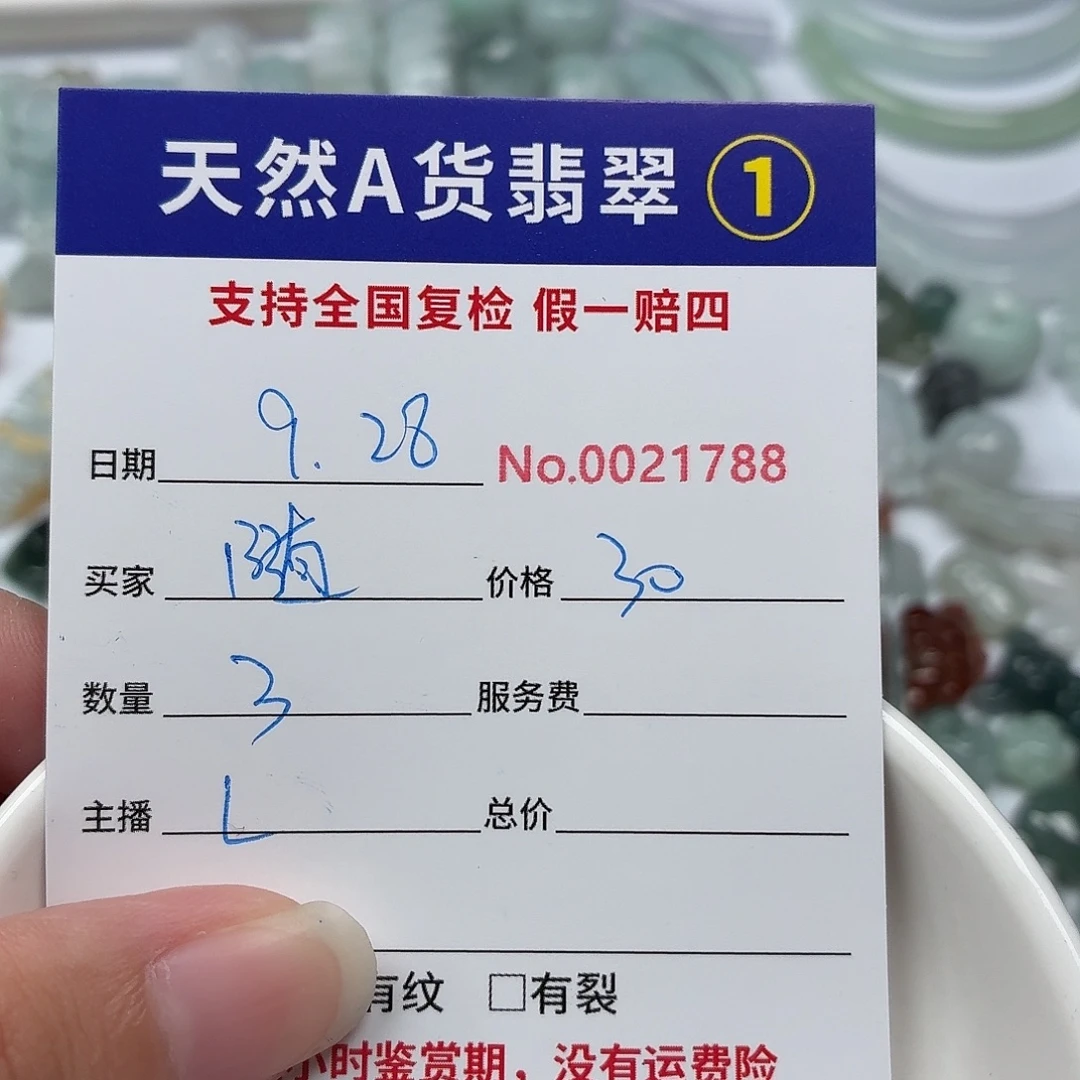 天然A货翡翠 1
支持全国复检 假一赔四
日期 9.28 No.0021788
买家 随 价格 30
数量 3 服务费
主播 L 总价
有纹 □有裂
小时鉴赏期，没有运费险